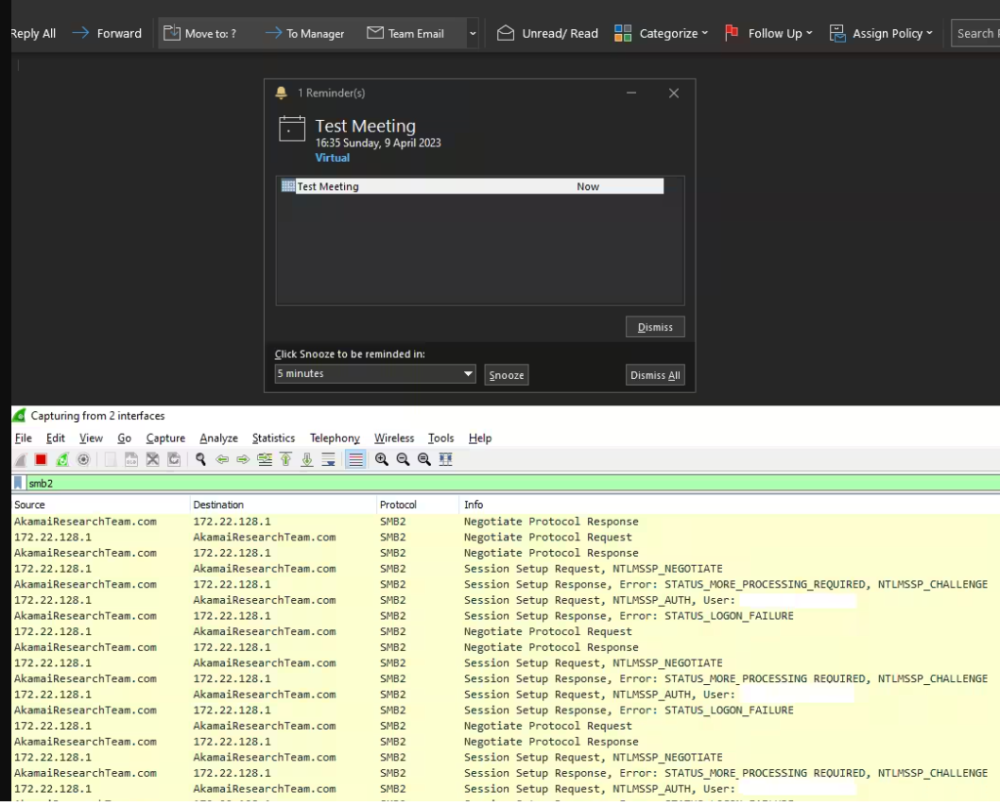 Reply All Forward Move to: ? To Manager Team Email Unread/ Read Categorize Follow Up Assign Policy Search
1 Reminder(s)
Test Meeting
16:35 Sunday, 9 April 2023
Virtual
Test Meeting Now
Dismiss
Click Snooze to be reminded in:
5 minutes Snooze Dismiss All
Capturing from 2 interfaces
File Edit View Go Capture Analyze Statistics Telephony Wireless Tools Help
smb2
Source Destination Protocol Info
AkamaiResearchTeam.com 172.22.128.1 SMB2 Negotiate Protocol Response
172.22.128.1 AkamaiResearchTeam.com SMB2 Negotiate Protocol Request
AkamaiResearchTeam.com 172.22.128.1 SMB2 Negotiate Protocol Response
172.22.128.1 AkamaiResearchTeam.com SMB2 Session Setup Request, NTLMSSP_NEGOTIATE
AkamaiResearchTeam.com 172.22.128.1 SMB2 Session Setup Response, Error: STATUS_MORE_PROCESSING_REQUIRED, NTLMSSP_CHALLENGE
172.22.128.1 AkamaiResearchTeam.com SMB2 Session Setup Request, NTLMSSP_AUTH, User:
AkamaiResearchTeam.com 172.22.128.1 SMB2 Session Setup Response, Error: STATUS_LOGON_FAILURE
172.22.128.1 AkamaiResearchTeam.com SMB2 Negotiate Protocol Request
AkamaiResearchTeam.com 172.22.128.1 SMB2 Negotiate Protocol Response
172.22.128.1 AkamaiResearchTeam.com SMB2 Session Setup Request, NTLMSSP_NEGOTIATE
AkamaiResearchTeam.com 172.22.128.1 SMB2 Session Setup Response, Error: STATUS_MORE_PROCESSING REQUIRED, NTLMSSP_CHALLENGE
172.22.128.1 AkamaiResearchTeam.com SMB2 Session Setup Request, NTLMSSP_AUTH, User:
AkamaiResearchTeam.com 172.22.128.1 SMB2 Session Setup Response, Error: STATUS_LOGON_FAILURE
172.22.128.1 AkamaiResearchTeam.com SMB2 Negotiate Protocol Request
AkamaiResearchTeam.com 172.22.128.1 SMB2 Negotiate Protocol Response
172.22.128.1 AkamaiResearchTeam.com SMB2 Session Setup Request, NTLMSSP_NEGOTIATE
AkamaiResearchTeam.com 172.22.128.1 SMB2 Session Setup Response, Error: STATUS_MORE_PROCESSING REQUIRED, NTLMSSP_CHALLENGE
172.22.128.1 AkamaiResearchTeam.com SMB2 Session Setup Request, NTLMSSP_AUTH, User: